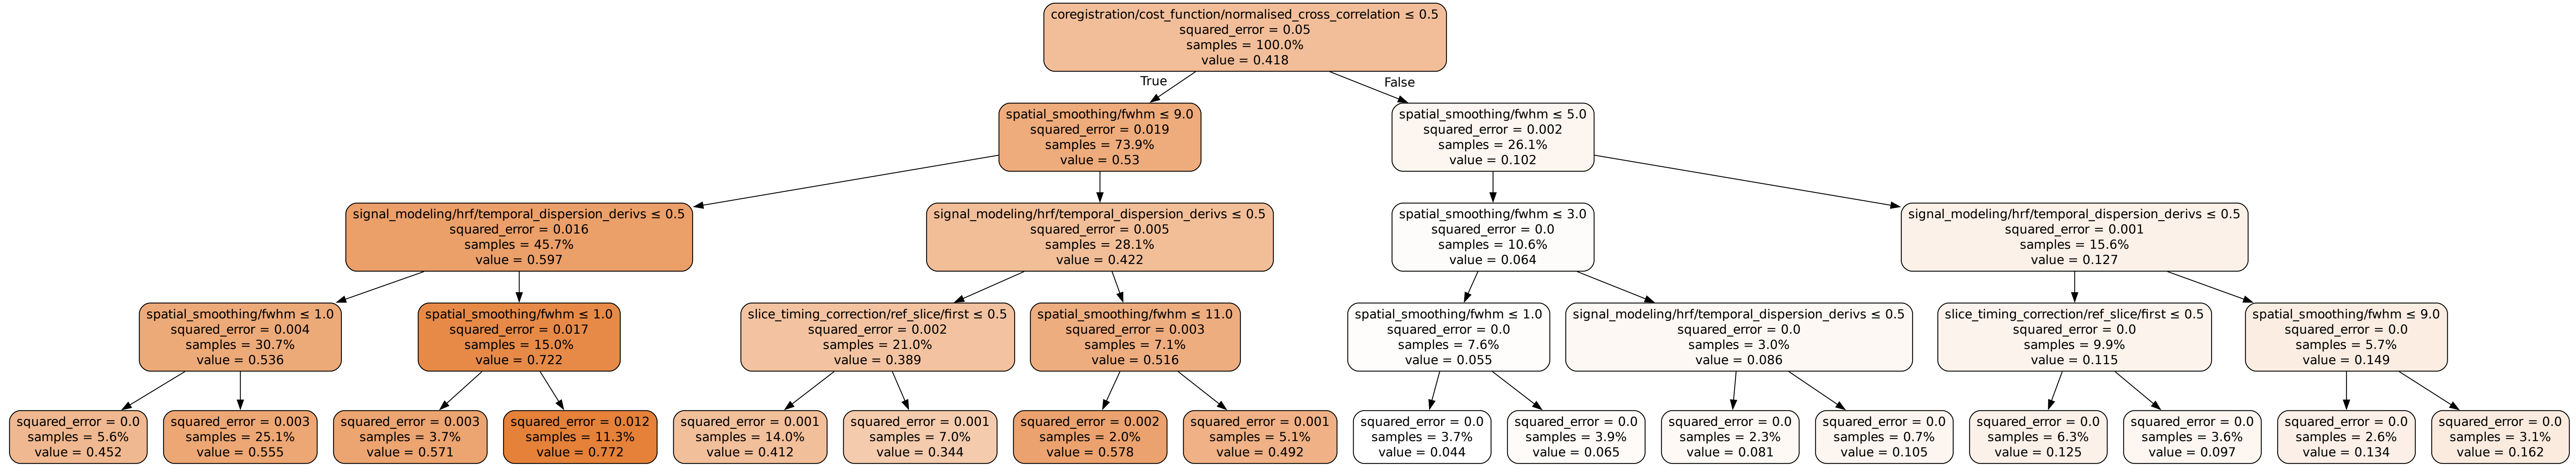 coregistration/cost_function/normalised_cross_correlation ≤ 0.5
squared_error = 0.05
samples = 100.0%
value = 0.418
True
False
spatial_smoothing/fwhm ≤ 9.0
squared_error = 0.019
samples = 73.9%
value = 0.53
spatial_smoothing/fwhm ≤ 5.0
squared_error = 0.002
samples = 26.1%
value = 0.102
signal_modeling/hrf/temporal_dispersion_derivs ≤ 0.5
squared_error = 0.016
samples = 45.7%
value = 0.597
signal_modeling/hrf/temporal_dispersion_derivs ≤ 0.5
squared_error = 0.005
samples = 28.1%
value = 0.422
spatial_smoothing/fwhm ≤ 3.0
squared_error = 0.0
samples = 10.6%
value = 0.064
signal_modeling/hrf/temporal_dispersion_derivs ≤ 0.5
squared_error = 0.001
samples = 15.6%
value = 0.127
spatial_smoothing/fwhm ≤ 1.0
squared_error = 0.004
samples = 30.7%
value = 0.536
spatial_smoothing/fwhm ≤ 1.0
squared_error = 0.017
samples = 15.0%
value = 0.722
slice_timing_correction/ref_slice/first ≤ 0.5
squared_error = 0.002
samples = 21.0%
value = 0.389
spatial_smoothing/fwhm ≤ 11.0
squared_error = 0.003
samples = 7.1%
value = 0.516
spatial_smoothing/fwhm ≤ 1.0
squared_error = 0.0
samples = 7.6%
value = 0.055
signal_modeling/hrf/temporal_dispersion_derivs ≤ 0.5
squared_error = 0.0
samples = 3.0%
value = 0.086
slice_timing_correction/ref_slice/first ≤ 0.5
squared_error = 0.0
samples = 9.9%
value = 0.115
spatial_smoothing/fwhm ≤ 9.0
squared_error = 0.0
samples = 5.7%
value = 0.149
squared_error = 0.0
samples = 5.6%
value = 0.452
squared_error = 0.003
samples = 25.1%
value = 0.555
squared_error = 0.003
samples = 3.7%
value = 0.571
squared_error = 0.012
samples = 11.3%
value = 0.772
squared_error = 0.001
samples = 14.0%
value = 0.412
squared_error = 0.001
samples = 7.0%
value = 0.344
squared_error = 0.002
samples = 2.0%
value = 0.578
squared_error = 0.001
samples = 5.1%
value = 0.492
squared_error = 0.0
samples = 3.7%
value = 0.044
squared_error = 0.0
samples = 3.9%
value = 0.065
squared_error = 0.0
samples = 2.3%
value = 0.081
squared_error = 0.0
samples = 0.7%
value = 0.105
squared_error = 0.0
samples = 6.3%
value = 0.125
squared_error = 0.0
samples = 3.6%
value = 0.097
squared_error = 0.0
samples = 2.6%
value = 0.134
squared_error = 0.0
samples = 3.1%
value = 0.162